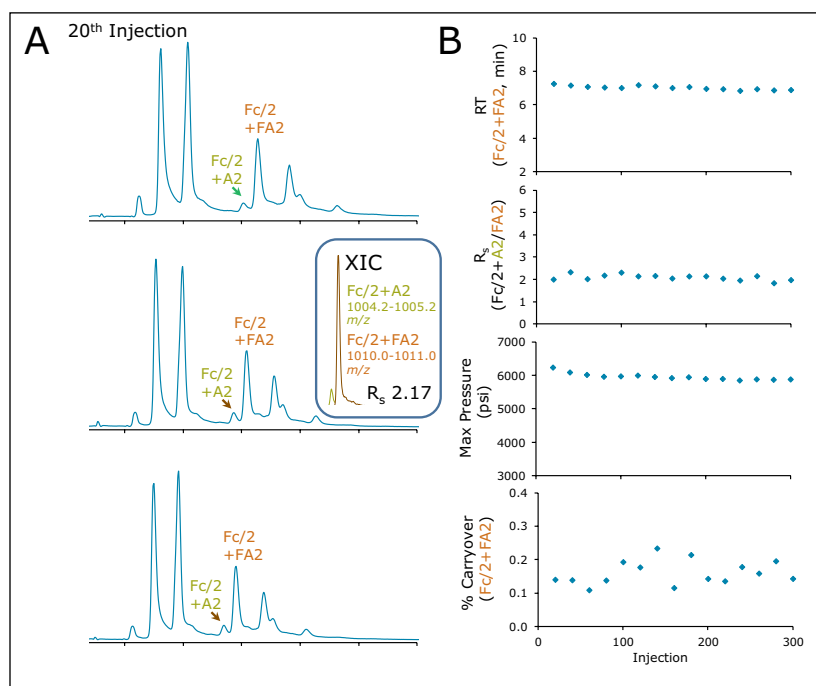 A
20th Injection
Fc/2
+FA2
Fc/2
+A2
Fc/2
+FA2
Fc/2
+A2
XIC
Fc/2+A2
1004.2-1005.2
m/z
Fc/2+FA2
1010.0-1011.0
m/z
Rs 2.17
Fc/2
+FA2
Fc/2
+A2
B
RT
(Fc/2+FA2, min)
10
8
6
4
2
Rs
(Fc/2+A2/FA2)
6
5
4
3
2
1
0
Max Pressure
(psi)
7000
6000
5000
4000
3000
% Carryover
(Fc/2+FA2)
0.4
0.3
0.2
0.1
0.0
0 100 200 300
Injection